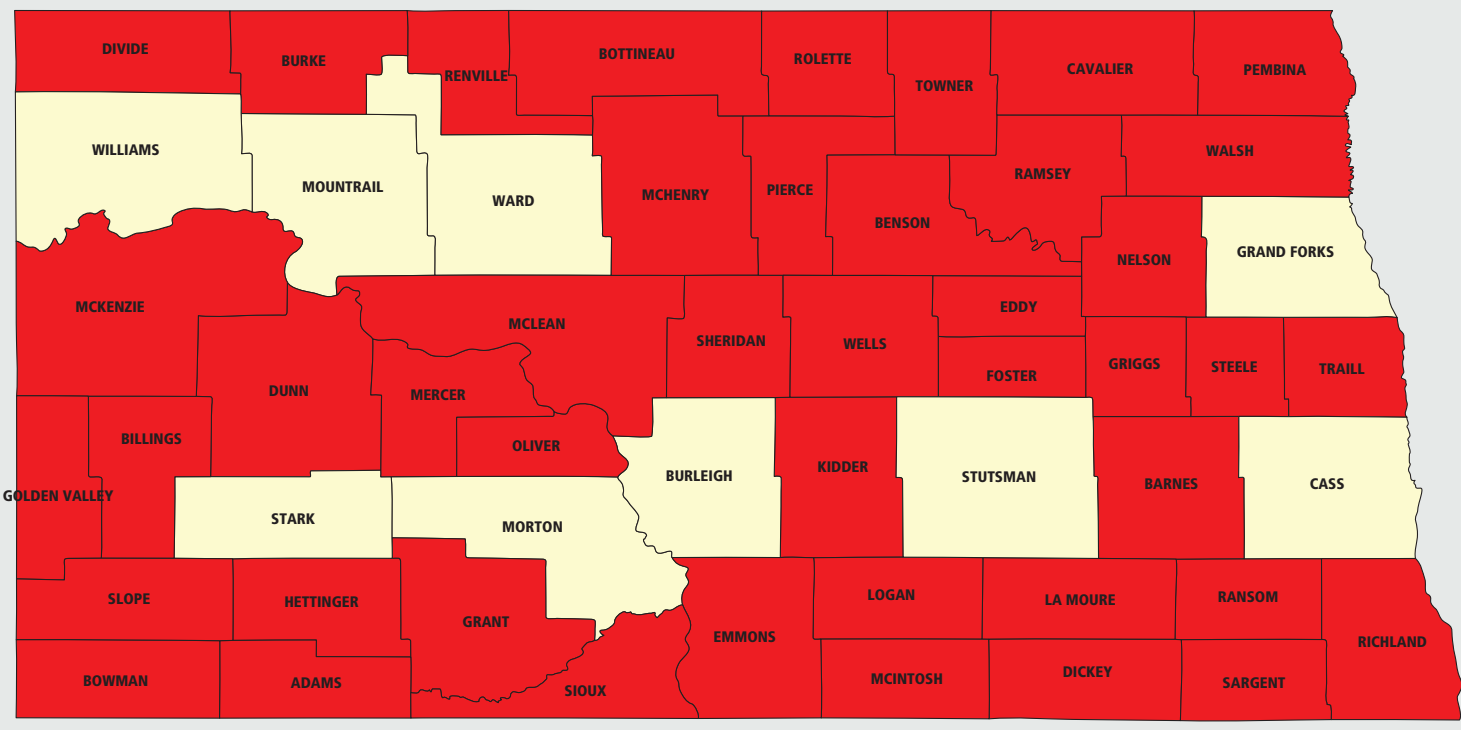 DIVIDE
BURKE
RENVILLE
BOTTINEAU
ROLETTE
TOWNER
CAVALIER
PEMBINA
WILLIAMS
MOUNTRAIL
WARD
MCHENRY
PIERCE
BENSON
RAMSEY
WALSH
NELSON
GRAND FORKS
MCKENZIE
MCLEAN
SHERIDAN
WELLS
EDDY
FOSTER
GRIGGS
STEELE
TRAILL
DUNN
MERCER
OLIVER
BILLINGS
GOLDEN VALLEY
STARK
MORTON
BURLEIGH
KIDDER
STUTSMAN
BARNES
CASS
SLOPE
HETTINGER
GRANT
EMMONS
LOGAN
LA MOURE
RANSOM
RICHLAND
BOWMAN
ADAMS
SIOUX
MCINTOSH
DICKEY
SARGENT